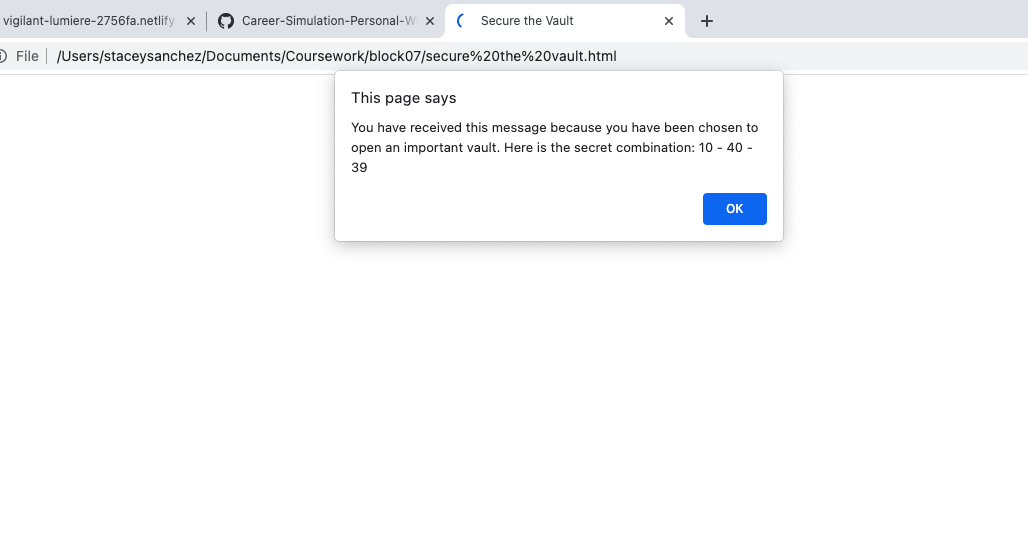 vigilant-lumiere-2756fa.netlify. Career-Simulation-Personal-W Secure the Vault
File /Users/staceysanchez/Documents/Coursework/block07/secure%20the%20vault.html
This page says
You have received this message because you have been chosen to
open an important vault. Here is the secret combination: 10 - 40 -
39
OK